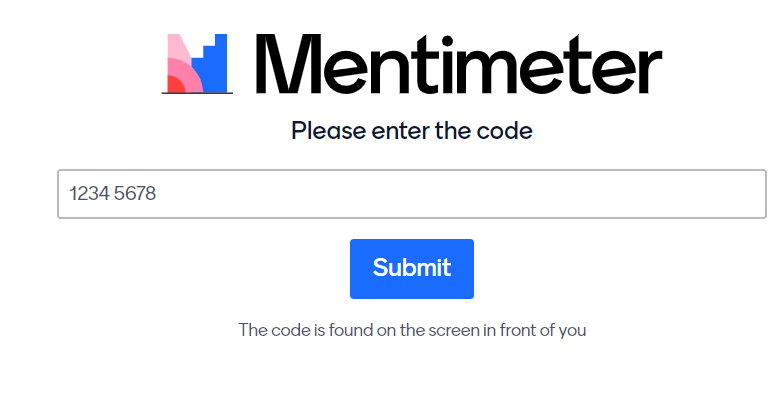 Mentimeter
Please enter the code
1234 5678
Submit
The code is found on the screen in front of you